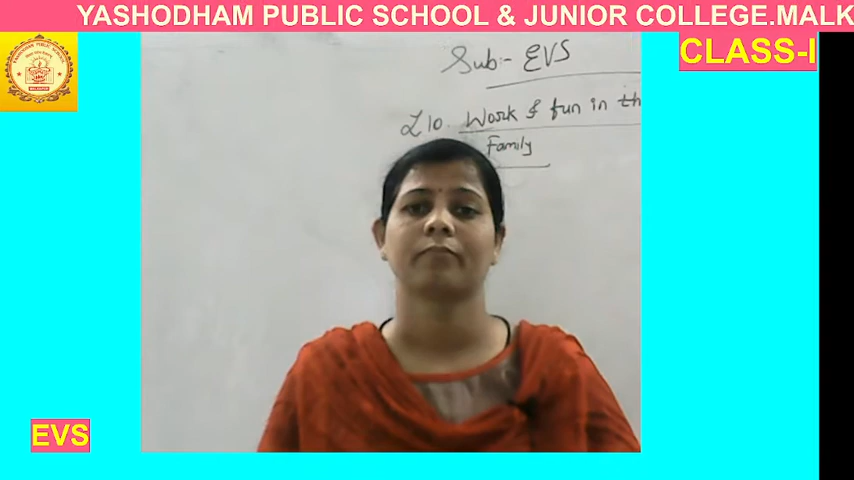 YASHODHAM PUBLIC SCHOOL & JUNIOR COLLEGE.MALK
CLASS-I
Sub:- EVS
L10. Work & fun in th
Family
EVS